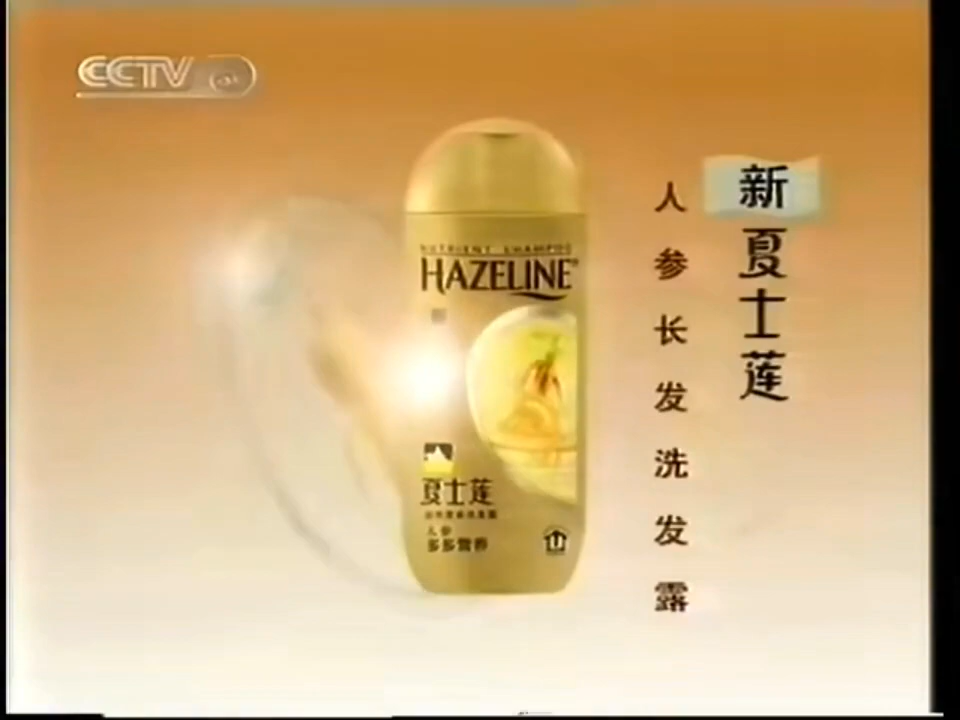 CCTV
新夏士莲
人参长发洗发露
NUTRIENT SHAMPOO
HAZELINE
夏士莲
人参
多多营养
U